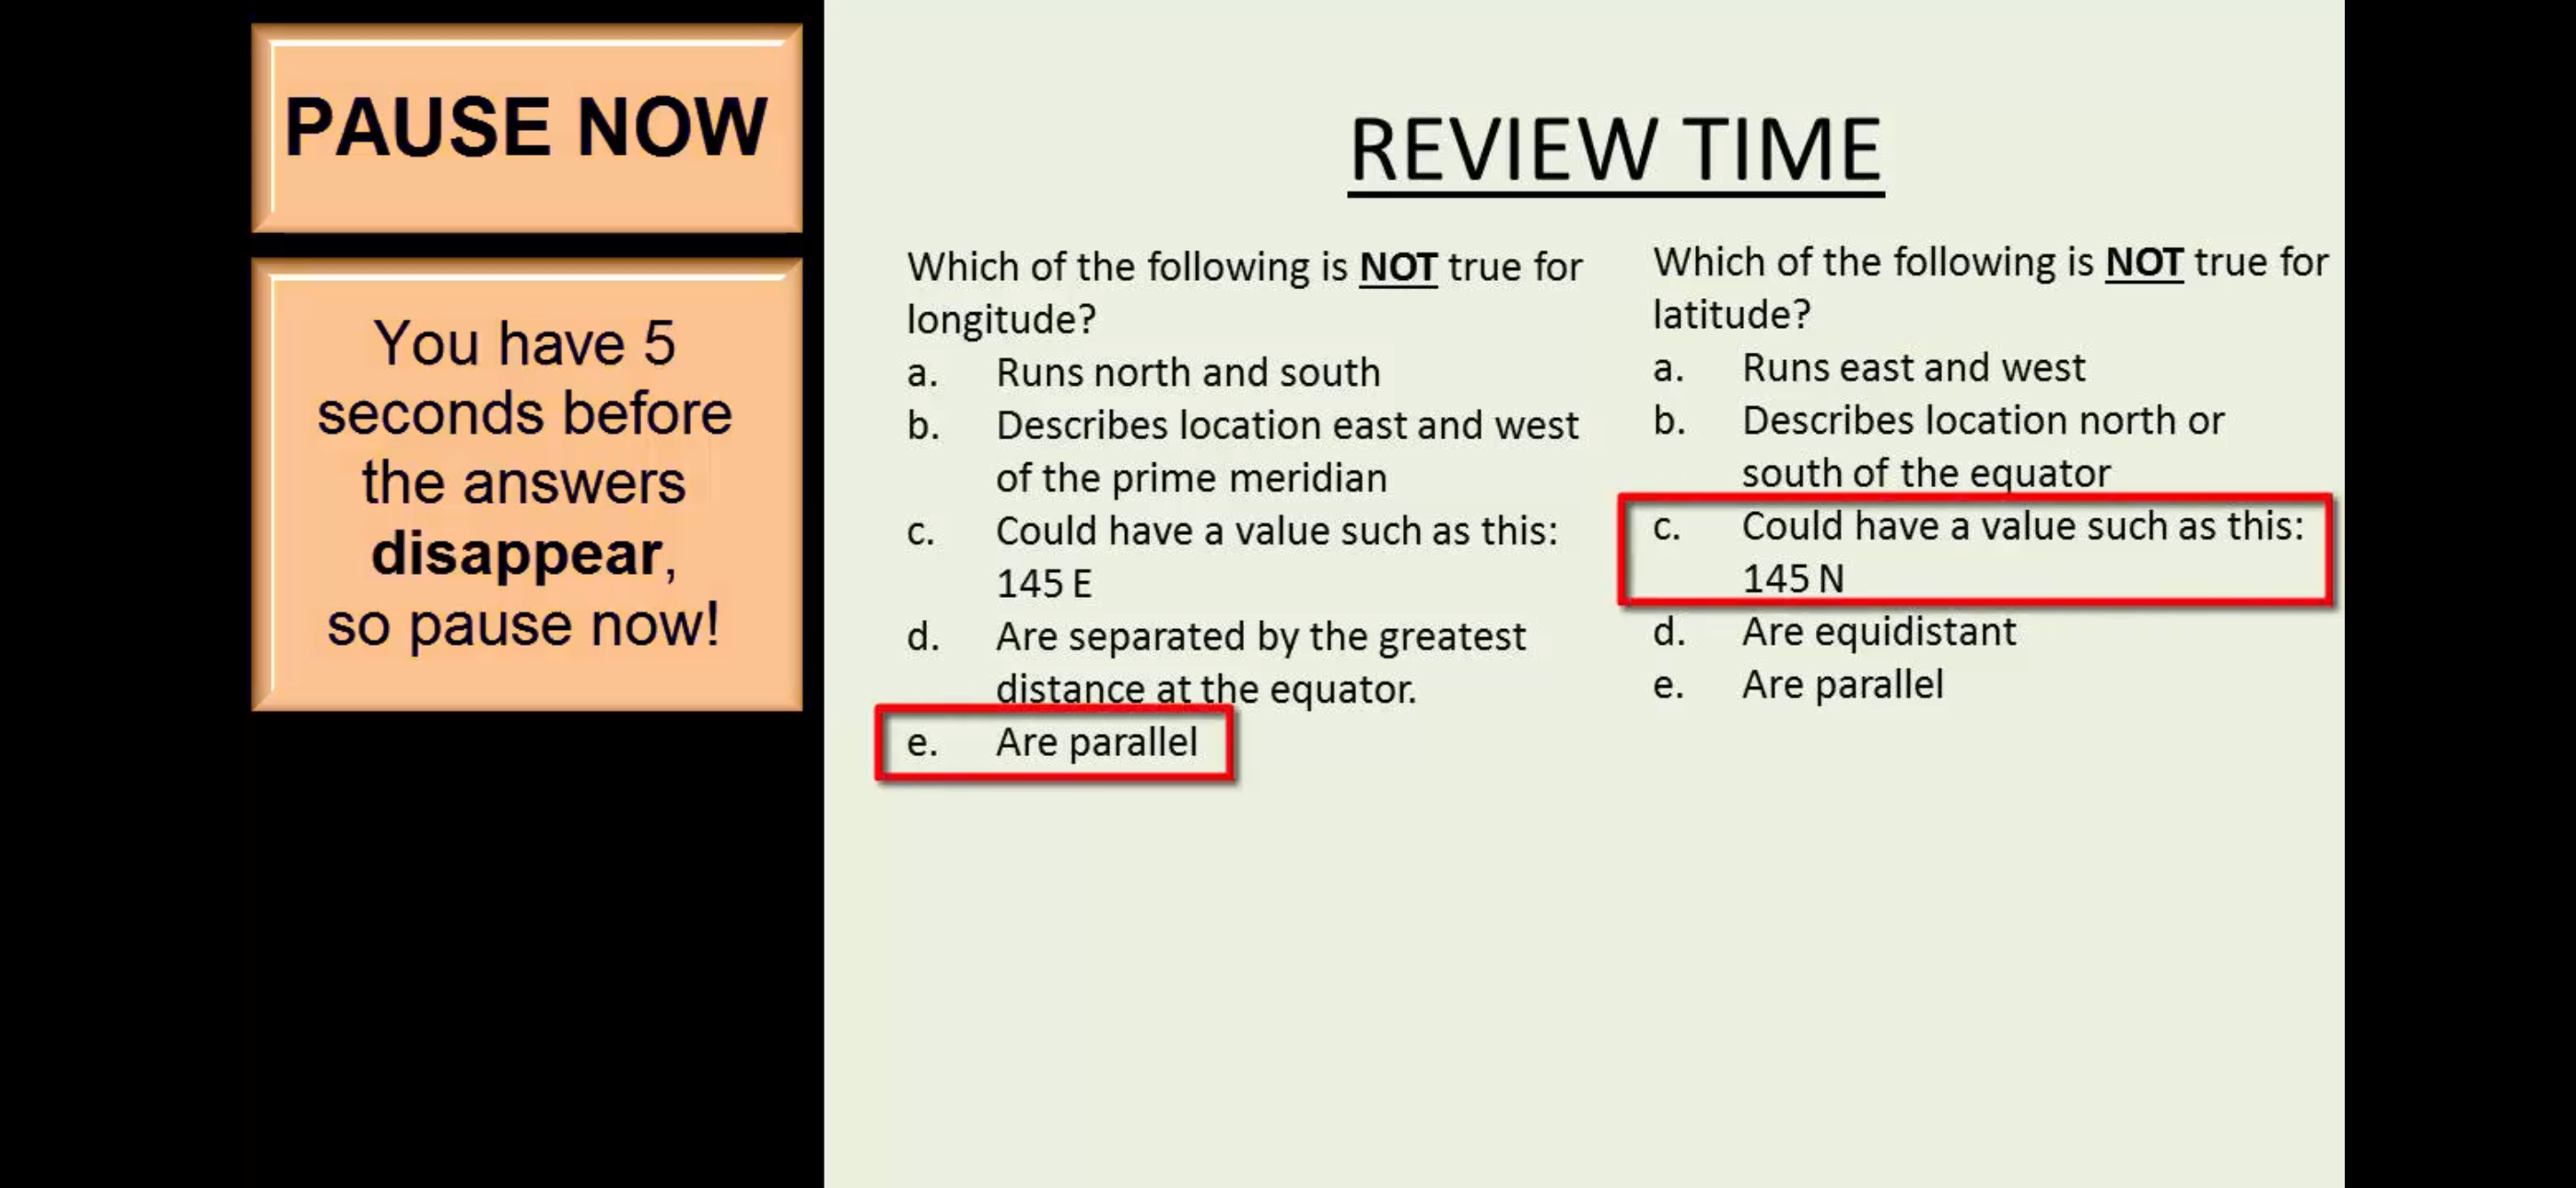 PAUSE NOW
You have 5
seconds before
the answers
disappear,
so pause now!
REVIEW TIME
Which of the following is NOT true for
longitude?
a. Runs north and south
b. Describes location east and west
of the prime meridian
c. Could have a value such as this:
145 E
d. Are separated by the greatest
distance at the equator.
e. Are parallel
Which of the following is NOT true for
latitude?
a. Runs east and west
b. Describes location north or
south of the equator
c. Could have a value such as this:
145 N
d. Are equidistant
e. Are parallel